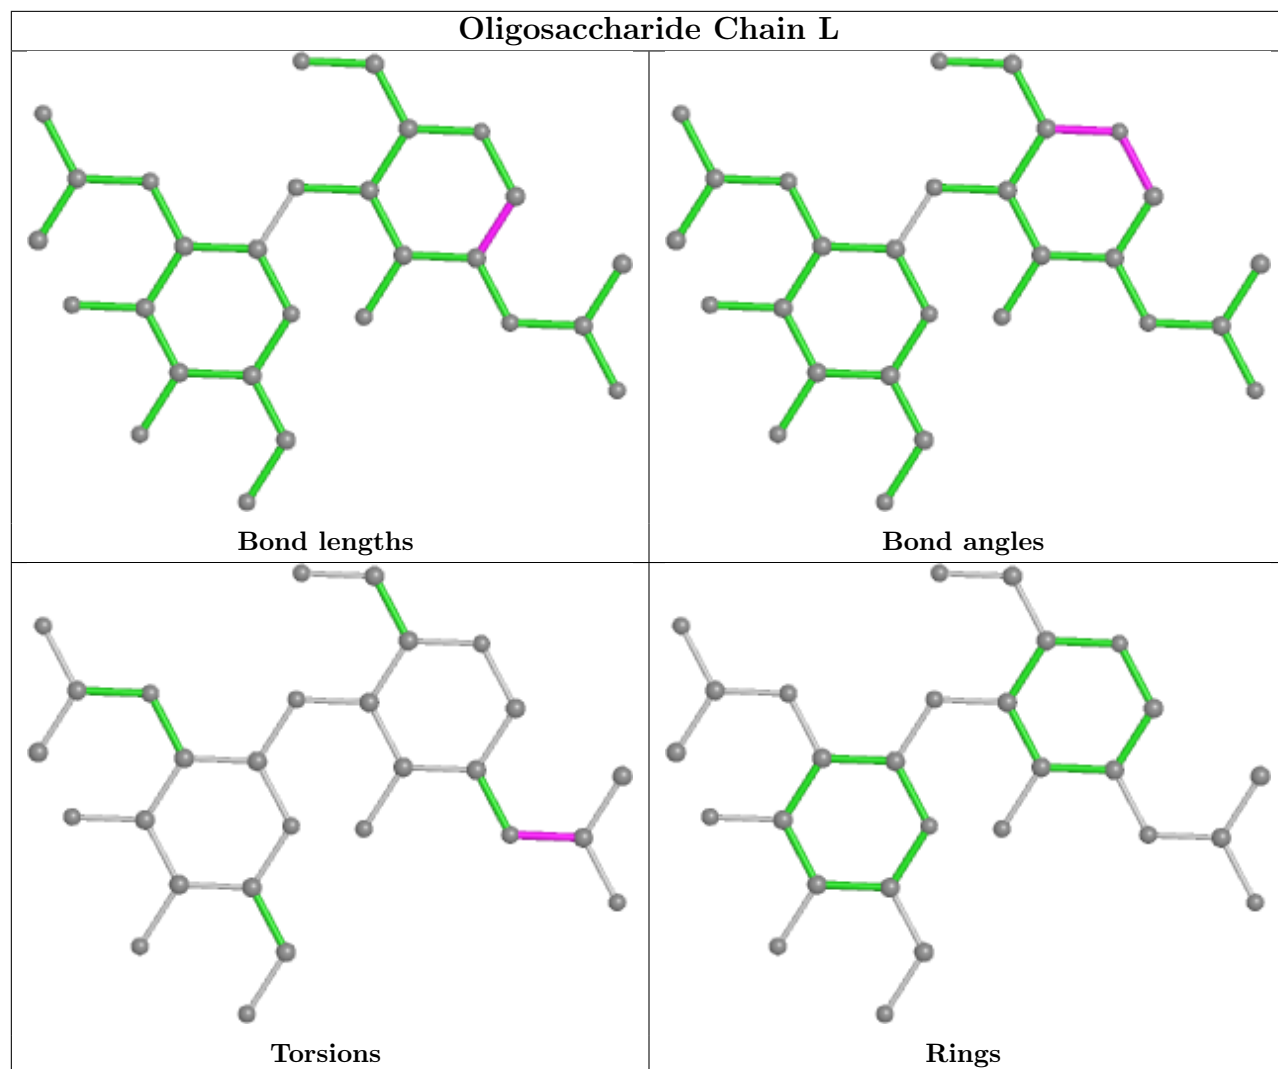 Oligosaccharide Chain L
Bond lengths
Bond angles
Torsions
Rings